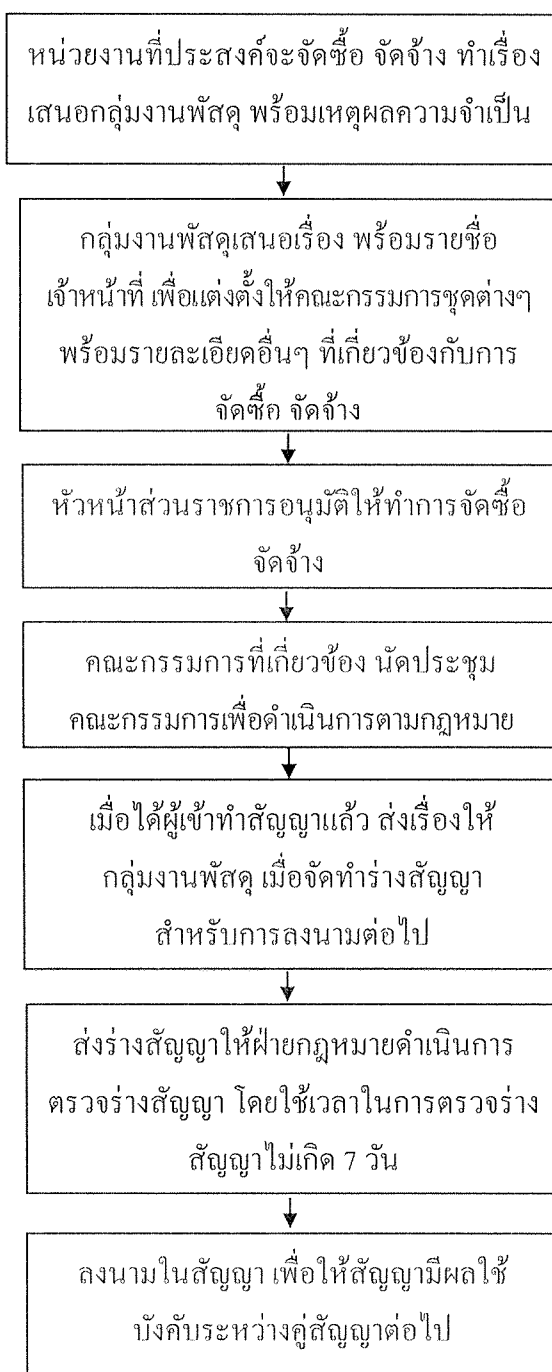 หน่วยงานที่ประสงค์จะจัดซื้อ จัดจ้าง ทำเรื่อง
เสนอกลุ่มงานพัสดุ พร้อมเหตุผลความจำเป็น
กลุ่มงานพัสดุเสนอเรื่อง พร้อมรายชื่อ
เจ้าหน้าที่ เพื่อแต่งตั้งให้คณะกรรมการชุดต่างๆ
พร้อมรายละเอียดอื่นๆ ที่เกี่ยวข้องกับการ
จัดซื้อ จัดจ้าง
หัวหน้าส่วนราชการอนุมัติให้ทำการจัดซื้อ
จัดจ้าง
คณะกรรมการที่เกี่ยวข้อง นัดประชุม
คณะกรรมการเพื่อดำเนินการตามกฎหมาย
เมื่อได้ผู้เข้าทำสัญญาแล้ว ส่งเรื่องให้
กลุ่มงานพัสดุ เมื่อจัดทำร่างสัญญา
สำหรับการลงนามต่อไป
ส่งร่างสัญญาให้ฝ่ายกฎหมายดำเนินการ
ตรวจร่างสัญญา โดยใช้เวลาในการตรวจร่าง
สัญญาไม่เกิด 7 วัน
ลงนามในสัญญา เพื่อให้สัญญามีผลใช้
บังคับระหว่างคู่สัญญาต่อไป